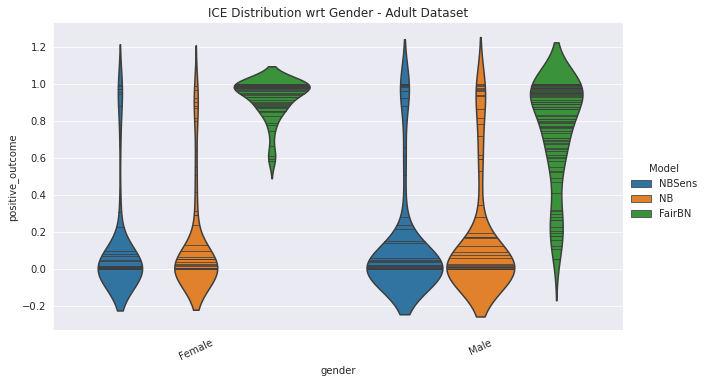 ICE Distribution wrt Gender - Adult Dataset
positive_outcome
1.2
1.0
0.8
0.6
0.4
0.2
0.0
−0.2
Female
Male
gender
Model
NBSens
NB
FairBN